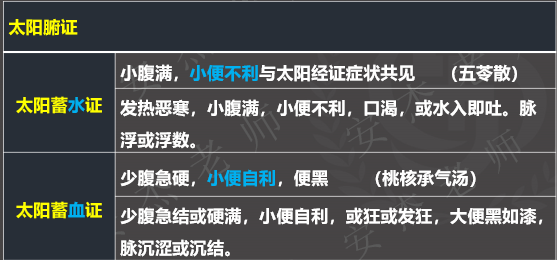 太阳腑证
太阳蓄水证
小腹满，小便不利与太阳经证症状共见 （五苓散）
发热恶寒，小腹满，小便不利，口渴，或水入即吐。脉
浮或浮数。
太阳蓄血证
少腹急硬，小便自利，便黑 （桃核承气汤）
少腹急结或硬满，小便自利，或狂或发狂，大便黑如漆，
脉沉涩或沉结。